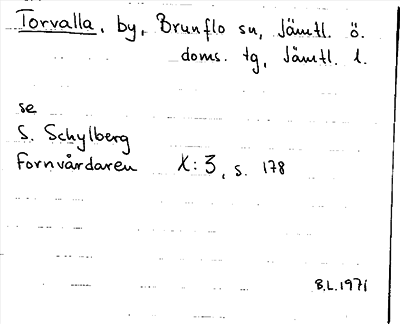 Torvalla, by, Brunflo sn, Jämtl. ö.
doms. tg, Jämtl. l.
se
S. Schylberg
Fornvårdaren X:3, s. 178
B.L. 1971